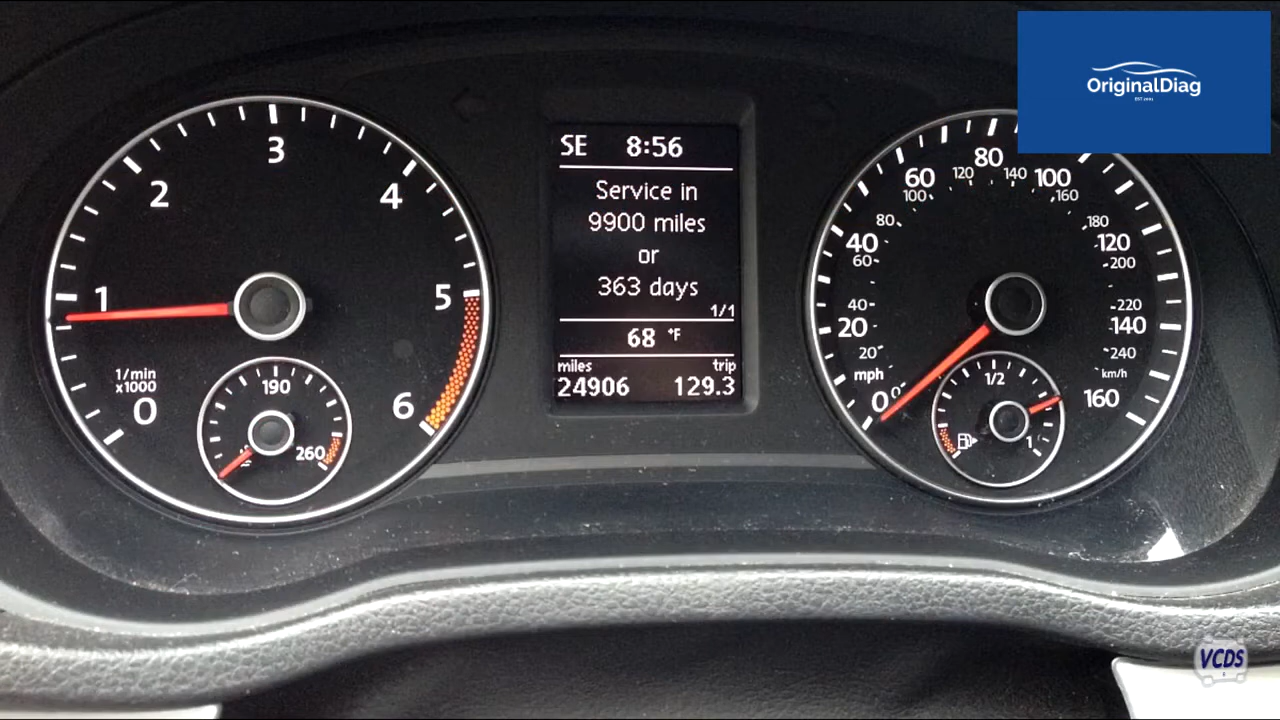 OriginalDiag
EST 2003
SE 8:56
Service in
9900 miles
or
363 days
1/1
68 °F
miles trip
24906 129.3
0
1
2
3
4
5
6
1/min
x1000
190
260
0
20
40
60
80
100
120
140
160
mph
20
40
60
80
100
120
140
160
180
200
220
240
km/h
1/2
1
VCDS